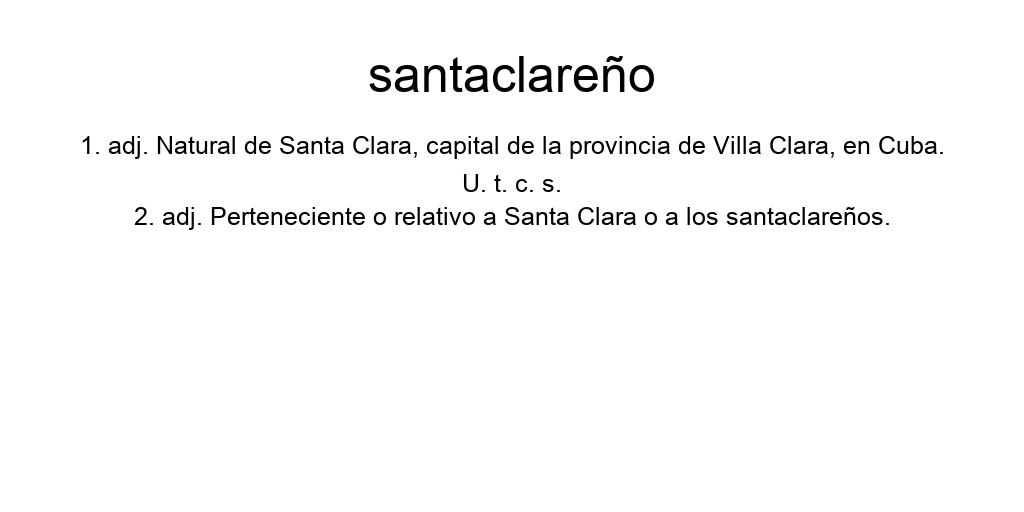 santaclareño
1. adj. Natural de Santa Clara, capital de la provincia de Villa Clara, en Cuba.
U. t. c. s.
2. adj. Perteneciente o relativo a Santa Clara o a los santaclareños.